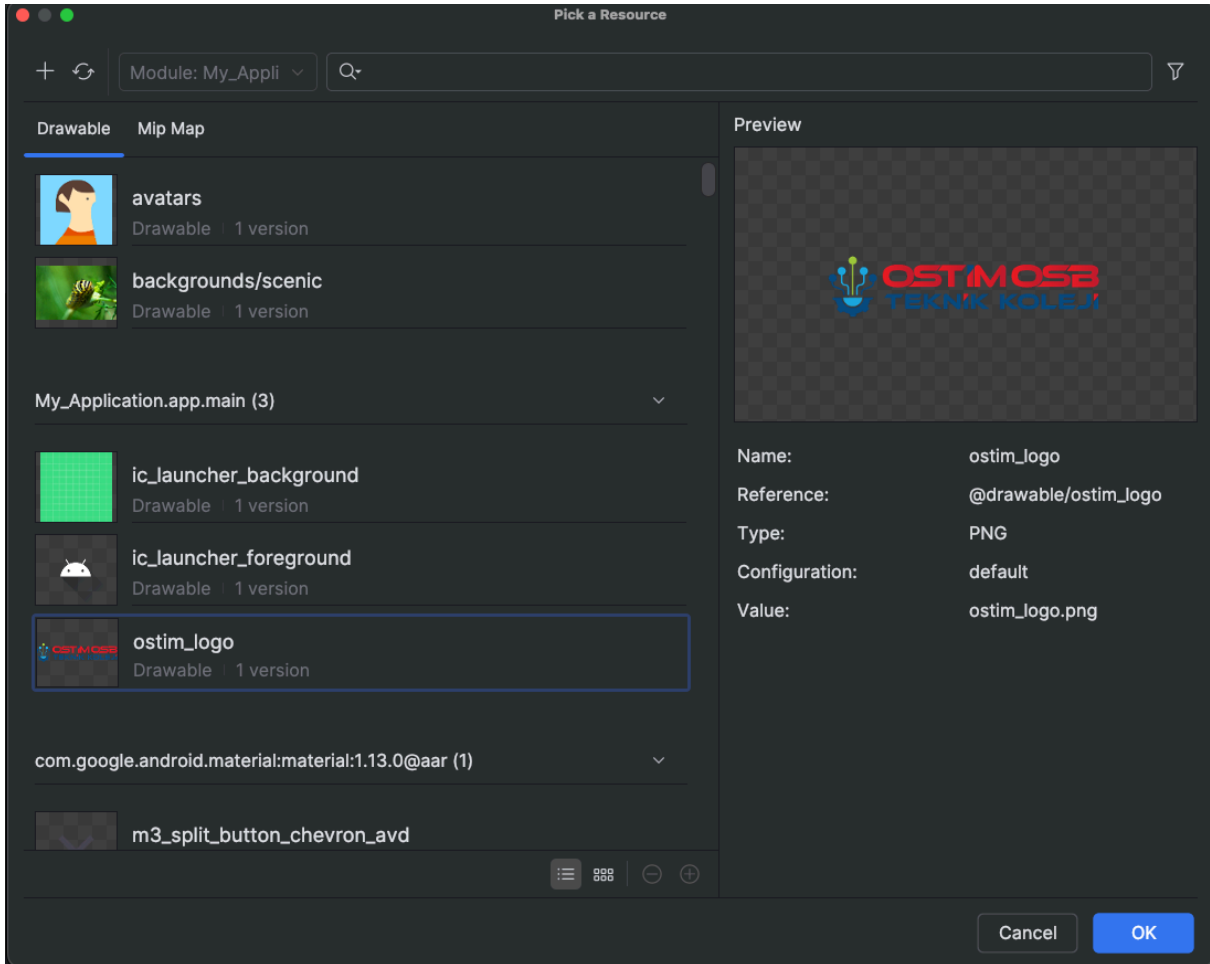 Pick a Resource
Module: My_Appli
Drawable Mip Map
avatars
Drawable 1 version
backgrounds/scenic
Drawable 1 version
My_Application.app.main (3)
ic_launcher_background
Drawable 1 version
ic_launcher_foreground
Drawable 1 version
OSTİM OSB
ostim_logo
Drawable 1 version
com.google.android.material:material:1.13.0@aar (1)
m3_split_button_chevron_avd
Preview
OSTİM OSB
TEKNİK KOLEJİ
Name: ostim_logo
Reference: @drawable/ostim_logo
Type: PNG
Configuration: default
Value: ostim_logo.png
Cancel OK